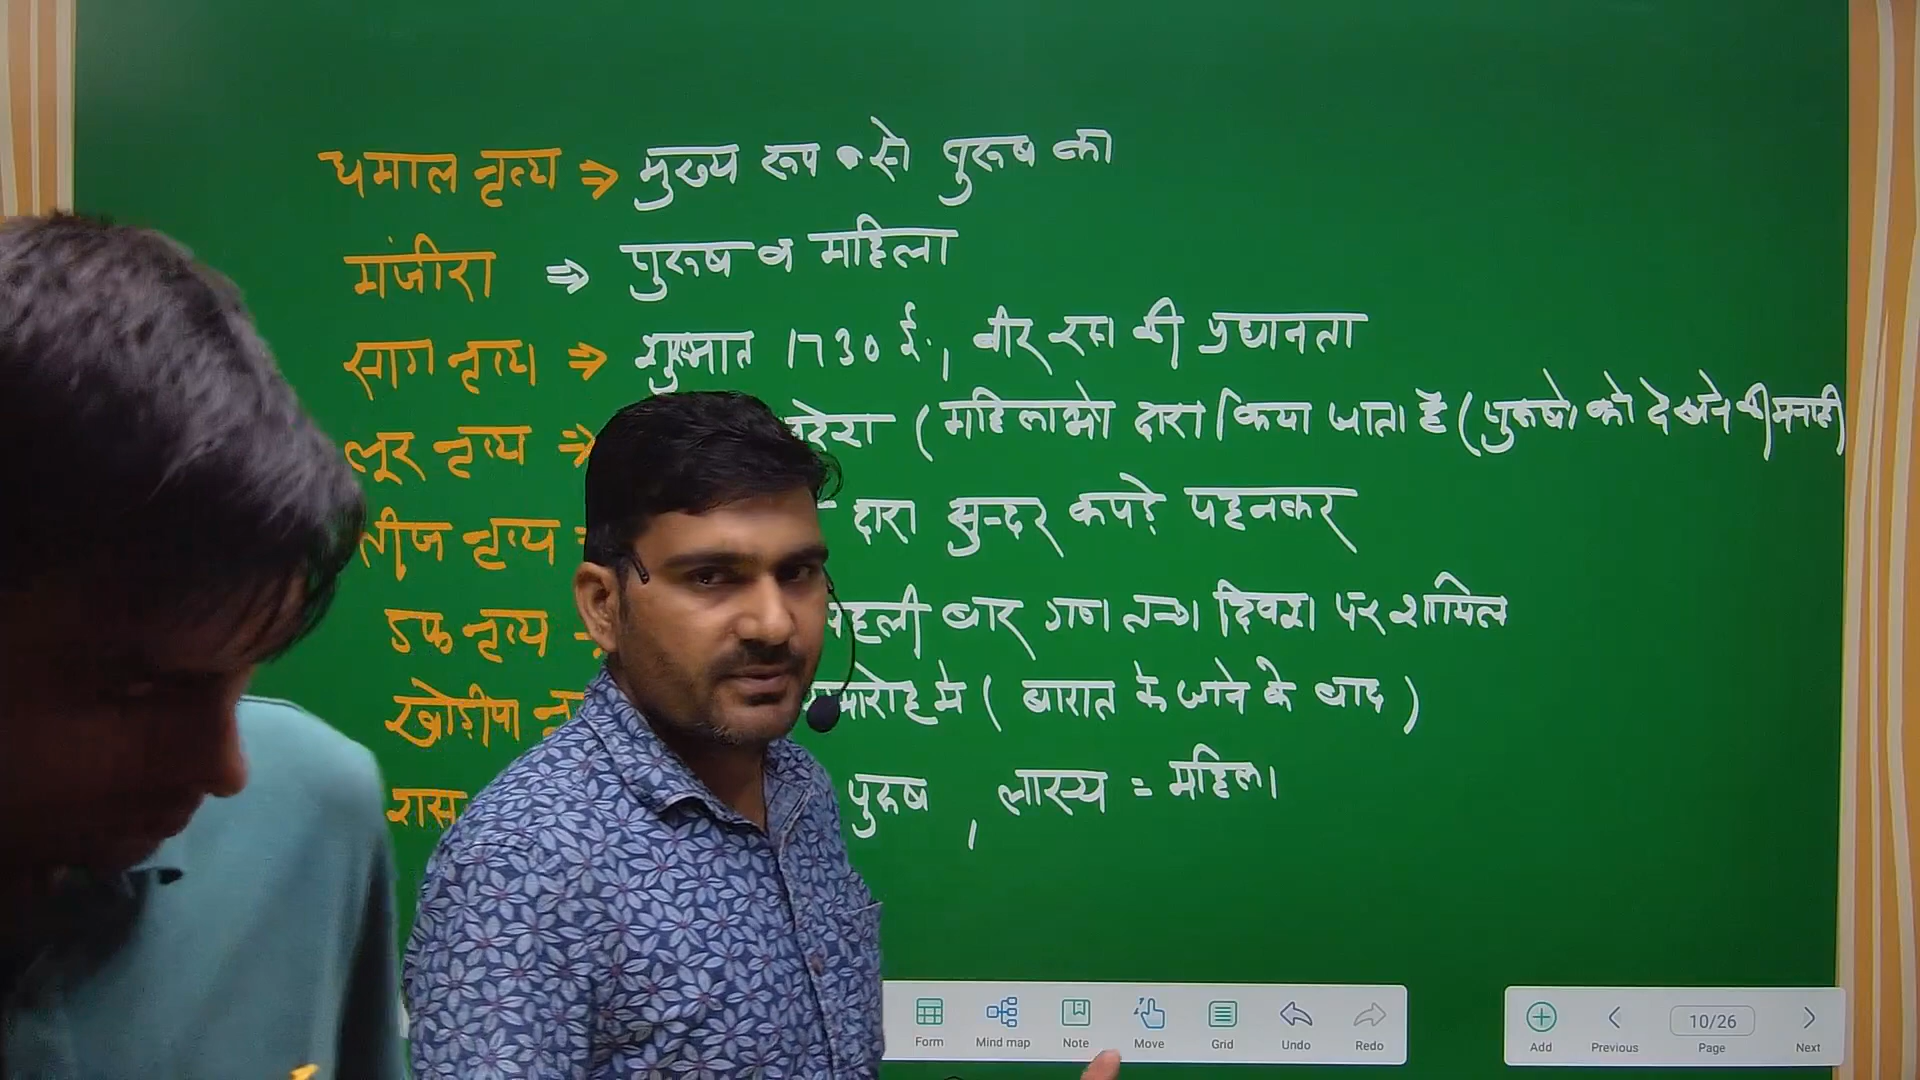 धमाल नृत्य ⇒ मुख्य रूप से पुरूष का
मंजीरा ⇒ पुरूष व महिला
साग नृत्य ⇒ शुरूआत 1730 ई., वीर रस की प्रधानता
लूर नृत्य ⇒ (महिलाओ द्वारा किया जाता है (पुरूषो को देखने की मनाही)
तीज नृत्य द्वारा सुन्दर कपड़े पहनकर
डफ नृत्य पहली बार गणतन्त्र दिवस पर शामिल
खोड़ीया समारोह मे (बारात के जाने के बाद)
रास पुरूष, लास्य = महिला
Form Mind map Note Move Grid Undo Redo
Add Previous 10/26 Page Next